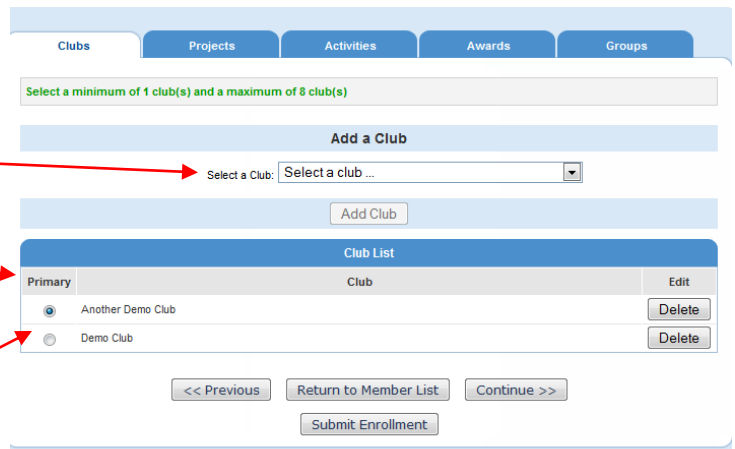 Clubs Projects Activities Awards Groups
Select a minimum of 1 club(s) and a maximum of 8 club(s)
Add a Club
Select a Club: Select a club ...
Add Club
Club List
Primary Club Edit
Another Demo Club Delete
Demo Club Delete
<< Previous Return to Member List Continue >>
Submit Enrollment